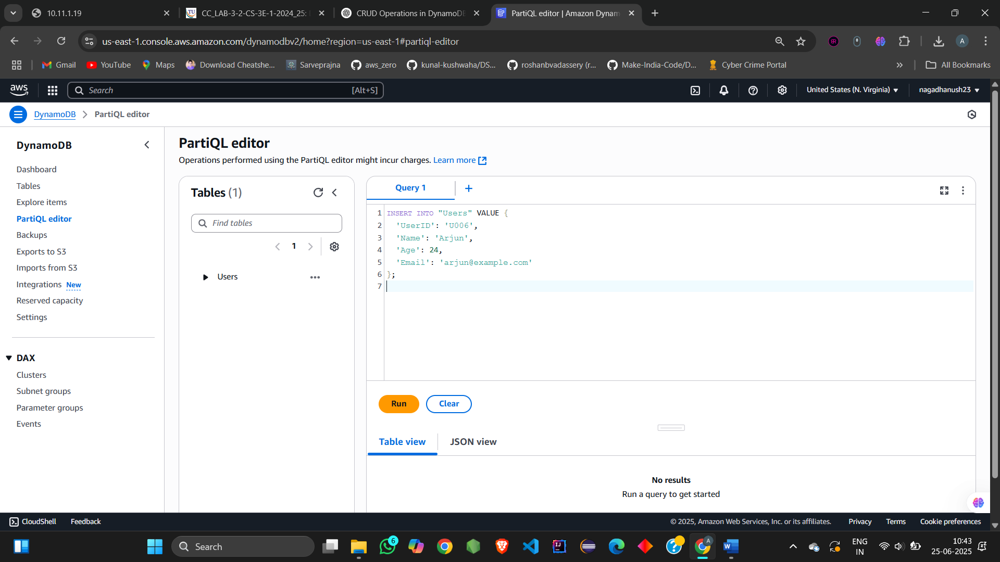 10.11.1.19
CC_LAB-3-2-CS-3E-1-2024_25:
CRUD Operations in DynamoDB
PartiQL editor | Amazon Dynam
us-east-1.console.aws.amazon.com/dynamodbv2/home?region=us-east-1#partiql-editor
A
Gmail
YouTube
Maps
Download Cheatshe...
Sarveprajna
aws_zero
kunal-kushwaha/DS...
roshanbvadassery (r...
Make-India-Code/D...
Cyber Crime Portal
All Bookmarks
aws
Search
[Alt+S]
United States (N. Virginia)
nagadhanush23
DynamoDB
PartiQL editor
DynamoDB
Dashboard
Tables
Explore items
PartiQL editor
Backups
Exports to S3
Imports from S3
Integrations New
Reserved capacity
Settings
DAX
Clusters
Subnet groups
Parameter groups
Events
PartiQL editor
Operations performed using the PartiQL editor might incur charges. Learn more
Tables (1)
Find tables
1
Users
Query 1
1 INSERT INTO "Users" VALUE {
2 'UserID': 'U006',
3 'Name': 'Arjun',
4 'Age': 24,
5 'Email': 'arjun@example.com'
6 };
7
Run
Clear
Table view
JSON view
No results
Run a query to get started
CloudShell
Feedback
© 2025, Amazon Web Services, Inc. or its affiliates.
Privacy
Terms
Cookie preferences
Search
6
ENG
IN
10:43
25-06-2025